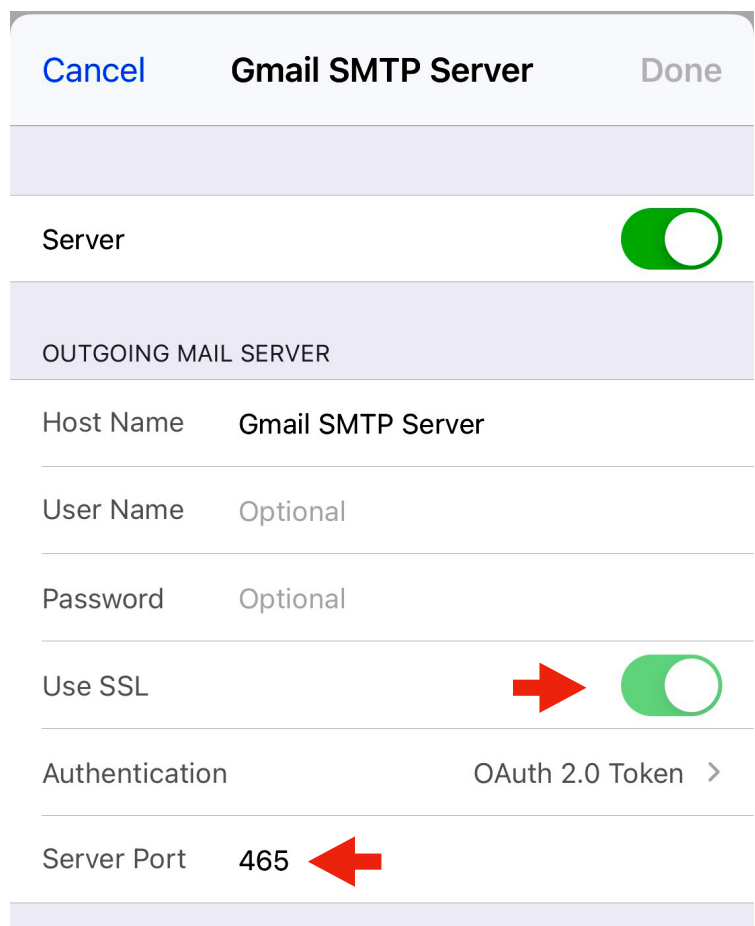 Cancel Gmail SMTP Server Done
Server
OUTGOING MAIL SERVER
Host Name Gmail SMTP Server
User Name Optional
Password Optional
Use SSL
Authentication OAuth 2.0 Token
Server Port 465